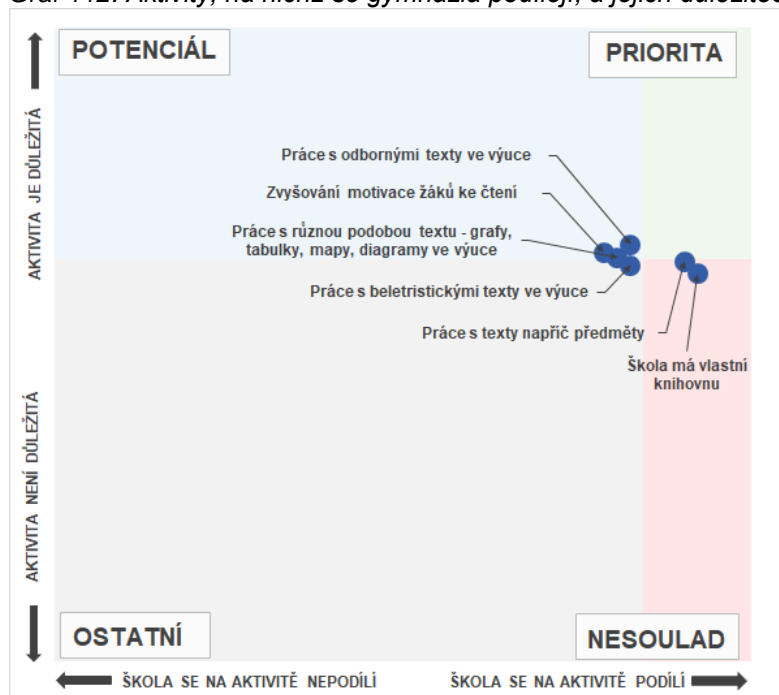 POTENCIÁL
PRIORITA
AKTIVITA JE DŮLEŽITÁ
Práce s odbornými texty ve výuce
Zvyšování motivace žáků ke čtení
Práce s různou podobou textu - grafy,
tabulky, mapy, diagramy ve výuce
Práce s beletristickými texty ve výuce
Práce s texty napříč předměty
Škola má vlastní
knihovnu
AKTIVITA NENÍ DŮLEŽITÁ
OSTATNÍ
NESOULAD
ŠKOLA SE NA AKTIVITĚ NEPODÍLÍ
ŠKOLA SE NA AKTIVITĚ PODÍLÍ